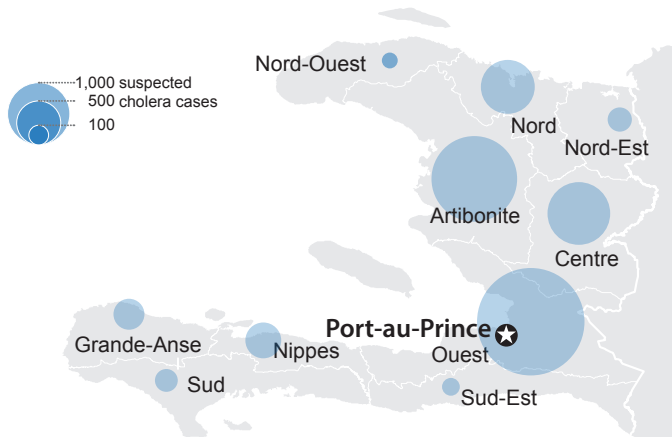 1,000 suspected
500 cholera cases
100
Nord-Ouest
Nord
Nord-Est
Artibonite
Centre
Port-au-Prince
Ouest
Grande-Anse
Nippes
Sud
Sud-Est